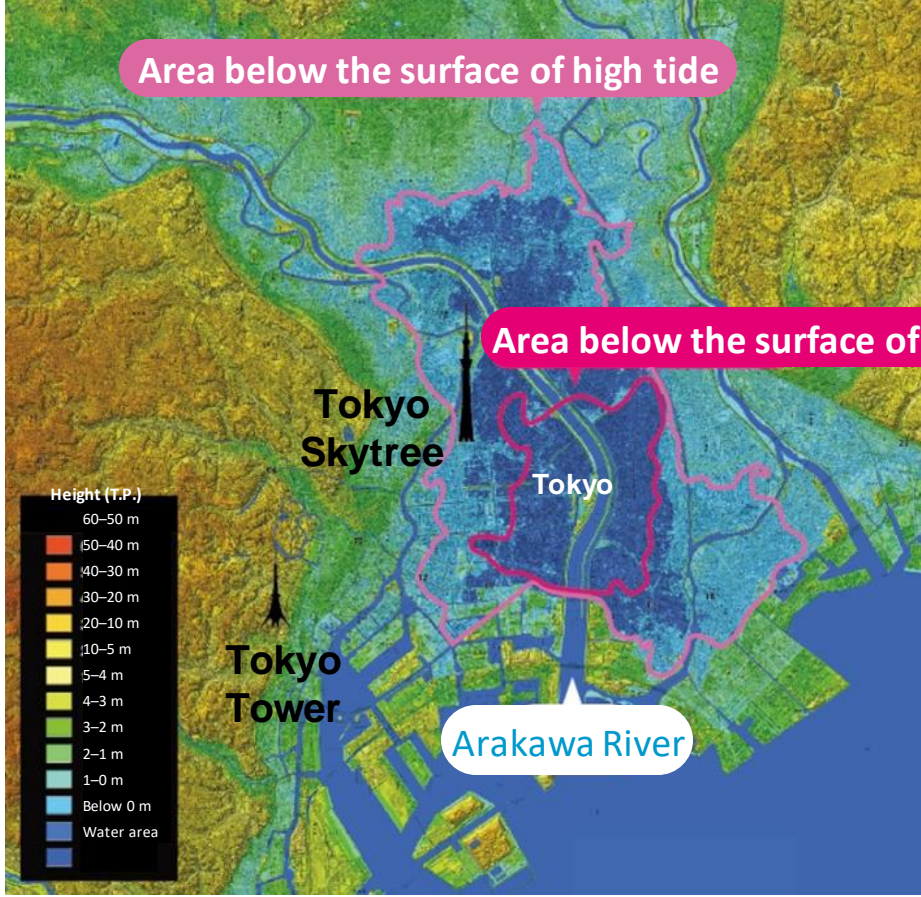 Area below the surface of high tide
Area below the surface of
Tokyo
Skytree
Tokyo
Height (T.P.)
60–50 m
50–40 m
40–30 m
30–20 m
20–10 m
10–5 m
5–4 m
4–3 m
3–2 m
2–1 m
1–0 m
Below 0 m
Water area
Tokyo
Tower
Arakawa River